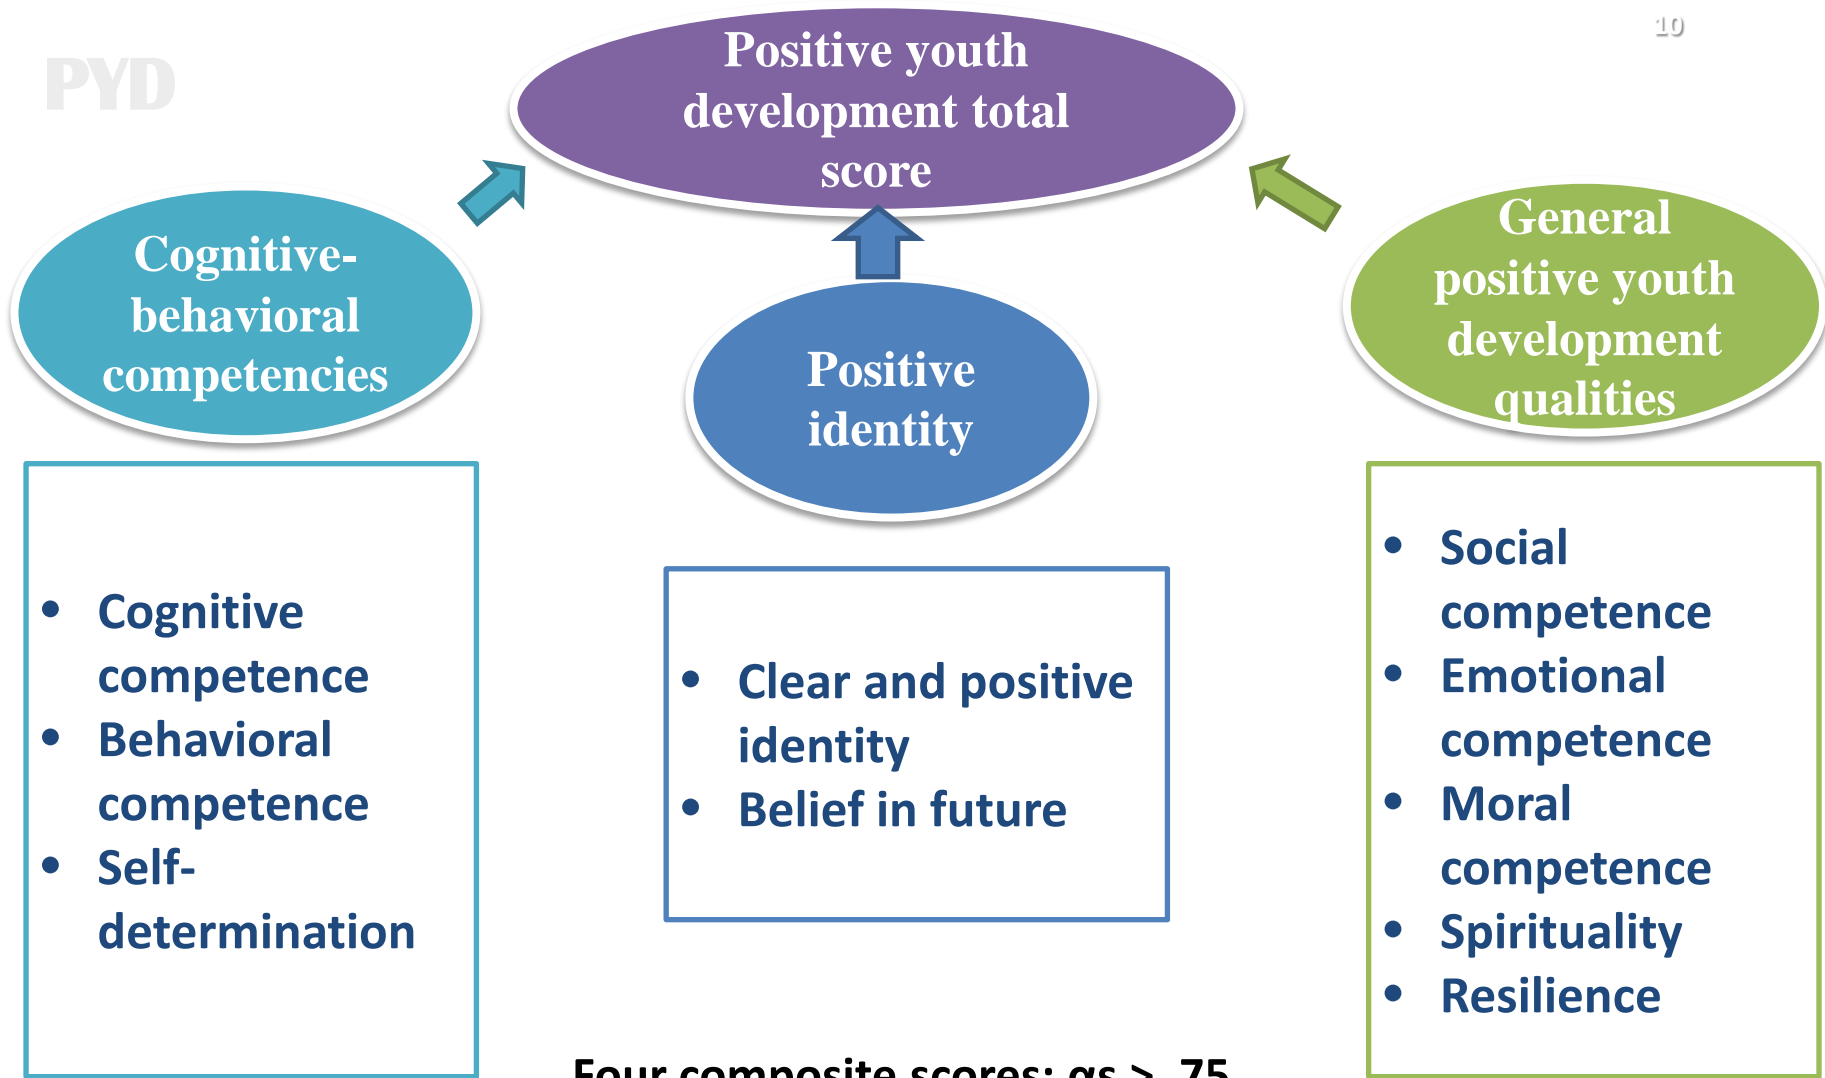 10
PYD
Positive youth
development total
score
Cognitive-
behavioral
competencies
Positive
identity
General
positive youth
development
qualities
• Cognitive
competence
• Behavioral
competence
• Self-
determination
• Clear and positive
identity
• Belief in future
• Social
competence
• Emotional
competence
• Moral
competence
• Spirituality
• Resilience
Four composite scores: αs > .75